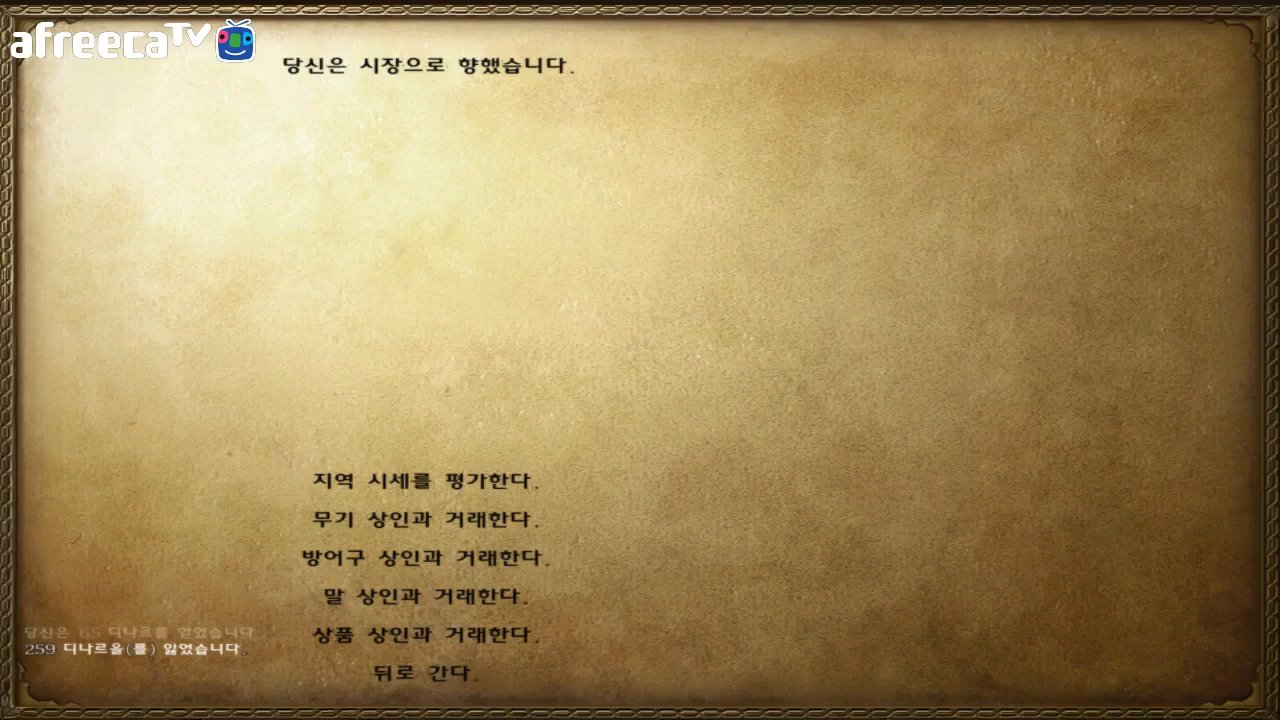 afreecaTV
당신은 시장으로 향했습니다.
지역 시세를 평가한다.
무기 상인과 거래한다.
방어구 상인과 거래한다.
말 상인과 거래한다.
상품 상인과 거래한다.
뒤로 간다.
당신은 디나르를 얻었습니다
259 디나르을(를) 잃었습니다.